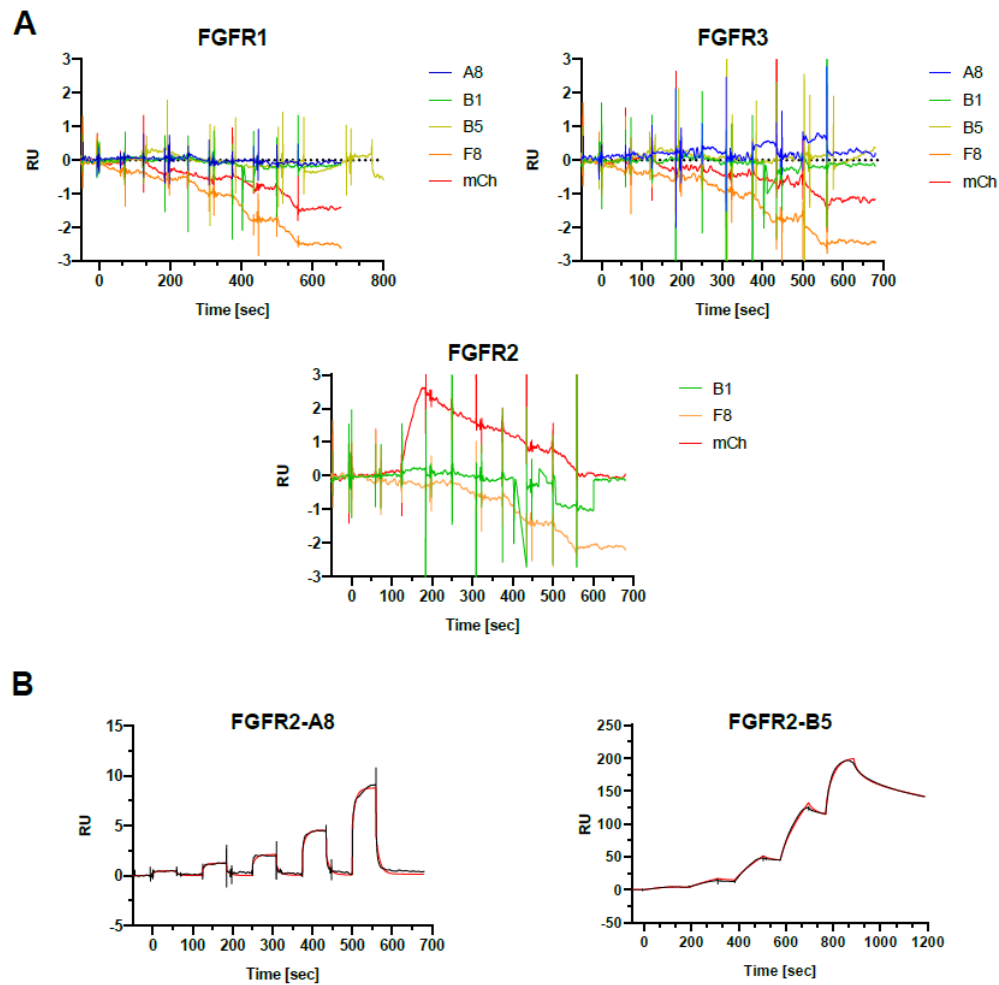 A
FGFR1
3
2
1
0
-1
-2
-3
RU
0
200
400
600
800
Time [sec]
A8
B1
B5
F8
mCh
FGFR3
3
2
1
0
-1
-2
-3
RU
0
100
200
300
400
500
600
700
Time [sec]
A8
B1
B5
F8
mCh
FGFR2
3
2
1
0
-1
-2
-3
RU
0
100
200
300
400
500
600
700
Time [sec]
B1
F8
mCh
B
FGFR2-A8
15
10
5
0
-5
RU
0
100
200
300
400
500
600
700
Time [sec]
FGFR2-B5
250
200
150
100
50
0
-50
RU
0
200
400
600
800
1000
1200
Time [sec]